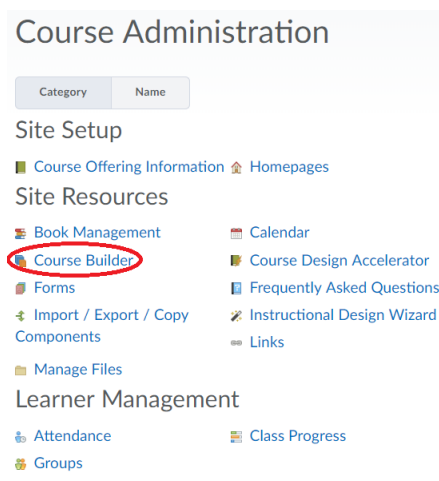 Course Administration
Category Name
Site Setup
Course Offering Information Homepages
Site Resources
Book Management Calendar
Course Builder Course Design Accelerator
Forms Frequently Asked Questions
Import / Export / Copy Instructional Design Wizard
Components Links
Manage Files
Learner Management
Attendance Class Progress
Groups